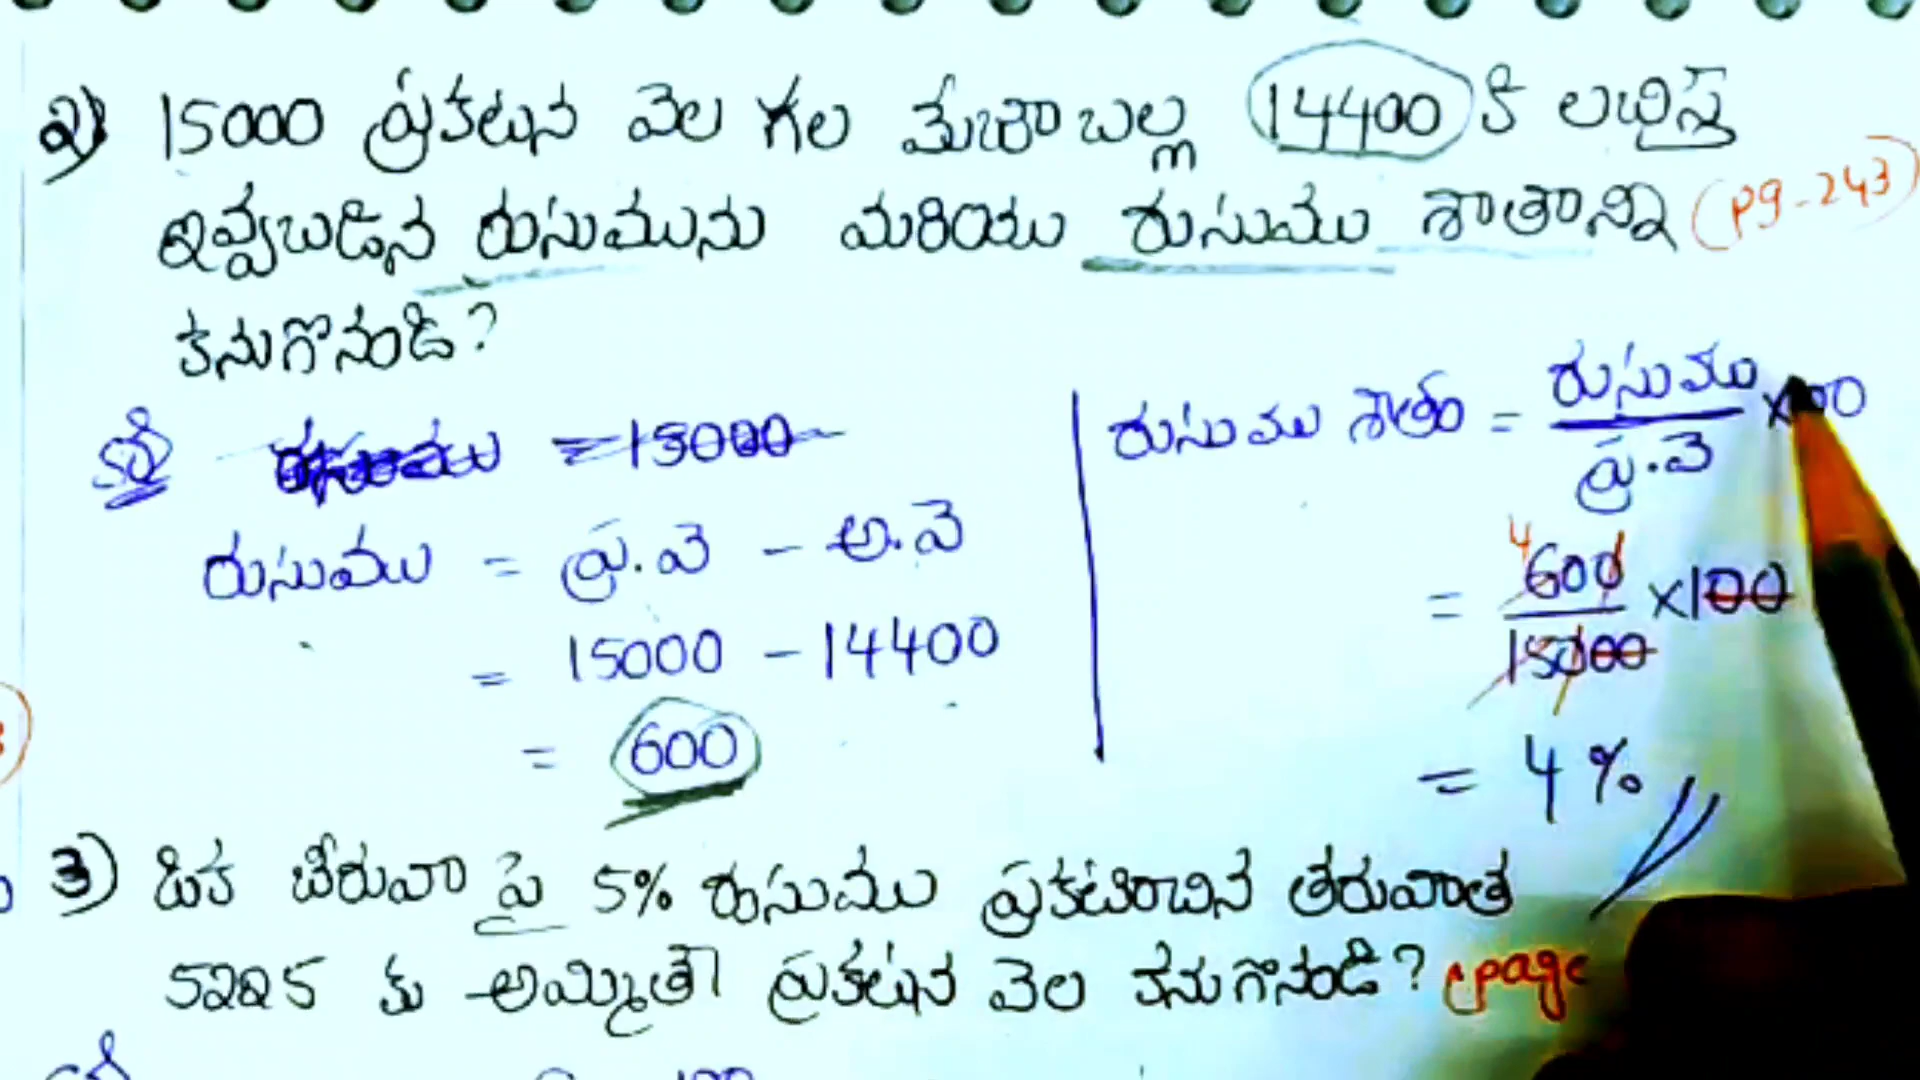 2) 15000 ప్రకటన వెల గల మేజాబల్ల 14400 కి లభిస్తే
ఇవ్వబడిన రుసుమును మరియు రుసుము శాతాన్ని (Pg-243)
కనుగొనండి?
రుసుము = ప్ర.వె - అ.వె
= 15000 - 14400
= 600
రుసుము శాతం = రుసుము / ప్ర.వె ×100
= 600 / 15000 ×100
4
= 4 %
3) ఒక బీరువా పై 5% రుసుము ప్రకటించిన తరువాత
5225 కు అమ్మితే ప్రకటన వెల కనుగొనండి? (page